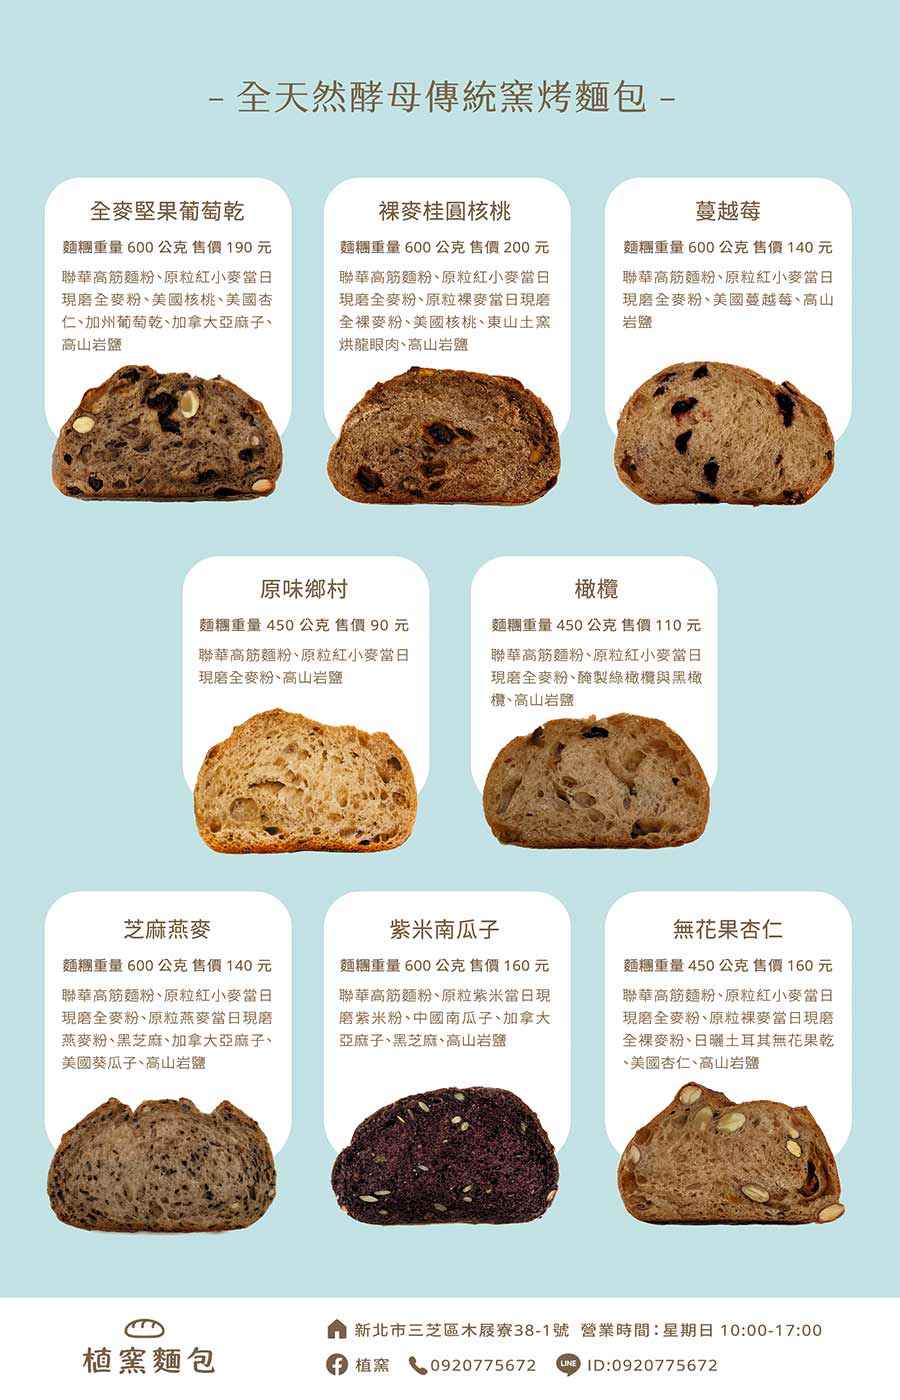 – 全天然酵母傳統窯烤麵包 –
全麥堅果葡萄乾
麵糰重量 600 公克 售價 190 元
聯華高筋麵粉、原粒紅小麥當日
現磨全麥粉、美國核桃、美國杏
仁、加州葡萄乾、加拿大亞麻子、
高山岩鹽
裸麥桂圓核桃
麵糰重量 600 公克 售價 200 元
聯華高筋麵粉、原粒紅小麥當日
現磨全麥粉、原粒裸麥當日現磨
全裸麥粉、美國核桃、東山土窯
烘龍眼肉、高山岩鹽
蔓越莓
麵糰重量 600 公克 售價 140 元
聯華高筋麵粉、原粒紅小麥當日
現磨全麥粉、美國蔓越莓、高山
岩鹽
原味鄉村
麵糰重量 450 公克 售價 90 元
聯華高筋麵粉、原粒紅小麥當日
現磨全麥粉、高山岩鹽
橄欖
麵糰重量 450 公克 售價 110 元
聯華高筋麵粉、原粒紅小麥當日
現磨全麥粉、醃製綠橄欖與黑橄
欖、高山岩鹽
芝麻燕麥
麵糰重量 600 公克 售價 140 元
聯華高筋麵粉、原粒紅小麥當日
現磨全麥粉、原粒燕麥當日現磨
燕麥粉、黑芝麻、加拿大亞麻子、
美國葵瓜子、高山岩鹽
紫米南瓜子
麵糰重量 600 公克 售價 160 元
聯華高筋麵粉、原粒紫米當日現
磨紫米粉、中國南瓜子、加拿大
亞麻子、黑芝麻、高山岩鹽
無花果杏仁
麵糰重量 450 公克 售價 160 元
聯華高筋麵粉、原粒紅小麥當日
現磨全麥粉、原粒裸麥當日現磨
全裸麥粉、日曬土耳其無花果乾
、美國杏仁、高山岩鹽
植窯麵包
新北市三芝區木屐寮38-1號 營業時間：星期日 10:00-17:00
植窯 0920775672 LINE ID:0920775672